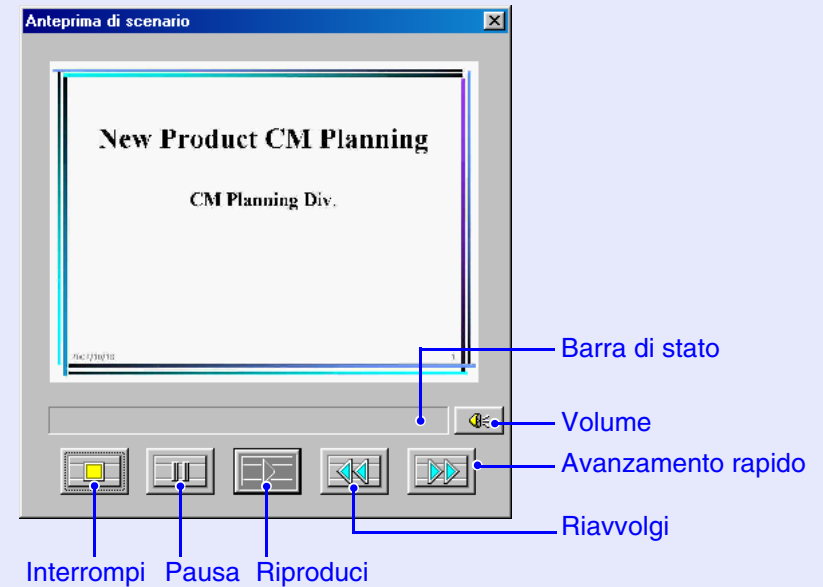 Anteprima di scenario
New Product CM Planning
CM Planning Div.
1
Barra di stato
Volume
Avanzamento rapido
Riavvolgi
Interrompi Pausa Riproduci